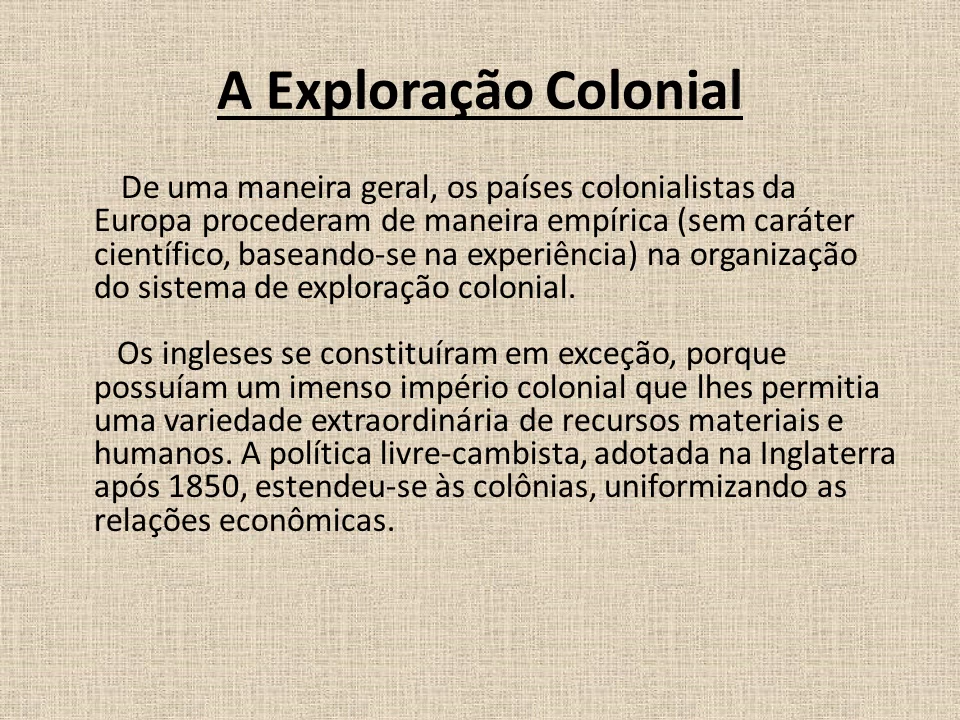 A Exploração Colonial
De uma maneira geral, os países colonialistas da
Europa procederam de maneira empírica (sem caráter
científico, baseando-se na experiência) na organização
do sistema de exploração colonial.
Os ingleses se constituíram em exceção, porque
possuíam um imenso império colonial que lhes permitia
uma variedade extraordinária de recursos materiais e
humanos. A política livre-cambista, adotada na Inglaterra
após 1850, estendeu-se às colônias, uniformizando as
relações econômicas.